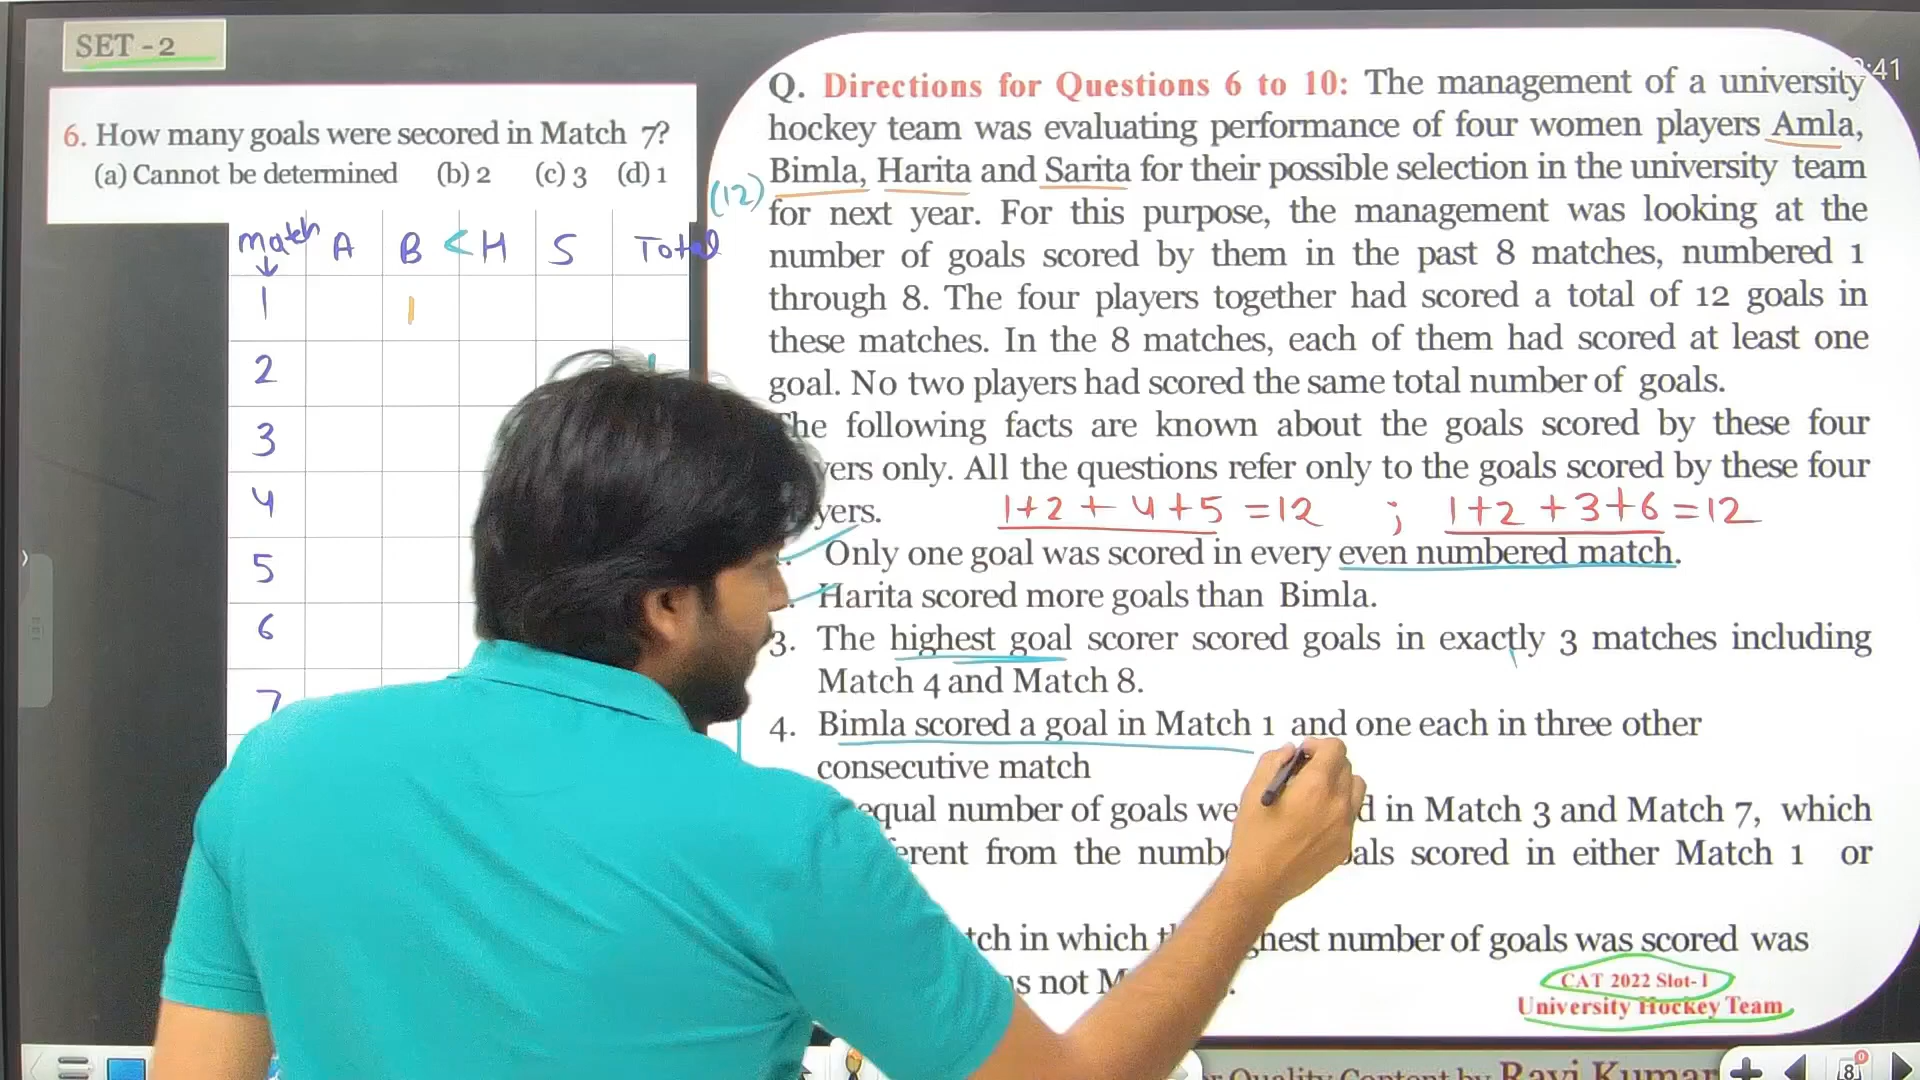 SET - 2
:41
6. How many goals were secored in Match 7?
(a) Cannot be determined (b) 2 (c) 3 (d) 1
Match A B < H S Total
1 1
2
3
4
5
6
7
(12)
Q. Directions for Questions 6 to 10: The management of a university
hockey team was evaluating performance of four women players Amla,
Bimla, Harita and Sarita for their possible selection in the university team
for next year. For this purpose, the management was looking at the
number of goals scored by them in the past 8 matches, numbered 1
through 8. The four players together had scored a total of 12 goals in
these matches. In the 8 matches, each of them had scored at least one
goal. No two players had scored the same total number of goals.
he following facts are known about the goals scored by these four
yers only. All the questions refer only to the goals scored by these four
yers. 1+2 + 4+5 = 12 ; 1+2 + 3+6 = 12
Only one goal was scored in every even numbered match.
Harita scored more goals than Bimla.
3. The highest goal scorer scored goals in exactly 3 matches including
Match 4 and Match 8.
4. Bimla scored a goal in Match 1 and one each in three other
consecutive match
equal number of goals we d in Match 3 and Match 7, which
erent from the numb als scored in either Match 1 or
tch in which t hest number of goals was scored was
s not M .
CAT 2022 Slot- I
University Hockey Team
r Quality Content by Ravi Kumar
8
0